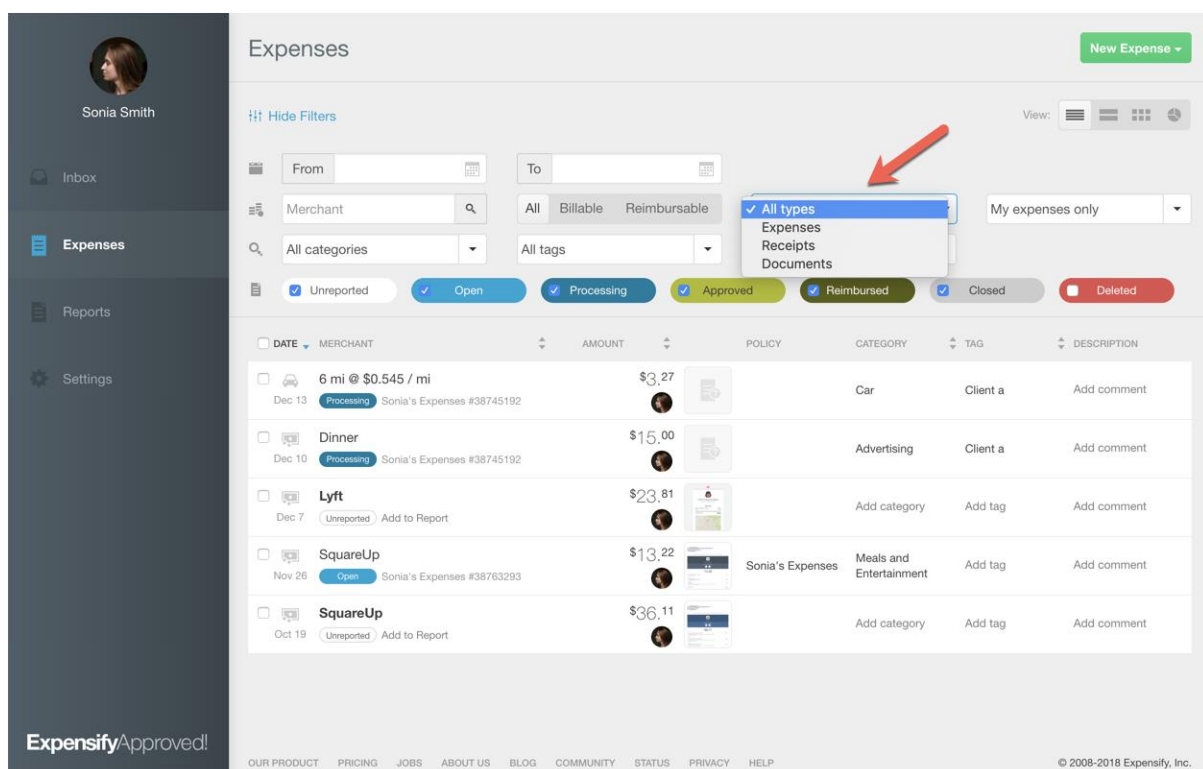 Expenses
New Expense
Sonia Smith
Hide Filters
View:
From
To
Inbox
Merchant
All Billable Reimbursable
All types
My expenses only
Expenses
Receipts
Documents
Expenses
All categories
All tags
Unreported Open Processing Approved Reimbursed Closed Deleted
Reports
DATE MERCHANT AMOUNT POLICY CATEGORY TAG DESCRIPTION
Settings
6 mi @ $0.545 / mi $3.27
Car Client a Add comment
Dec 13 Processing Sonia's Expenses #38745192
Dinner $15.00
Advertising Client a Add comment
Dec 10 Processing Sonia's Expenses #38745192
Lyft $23.81
Add category Add tag Add comment
Dec 7 Unreported Add to Report
SquareUp $13.22
Sonia's Expenses Meals and Entertainment Add tag Add comment
Nov 26 Open Sonia's Expenses #38763293
SquareUp $36.11
Add category Add tag Add comment
Oct 19 Unreported Add to Report
ExpensifyApproved!
OUR PRODUCT PRICING JOBS ABOUT US BLOG COMMUNITY STATUS PRIVACY HELP
© 2008-2018 Expensify, Inc.